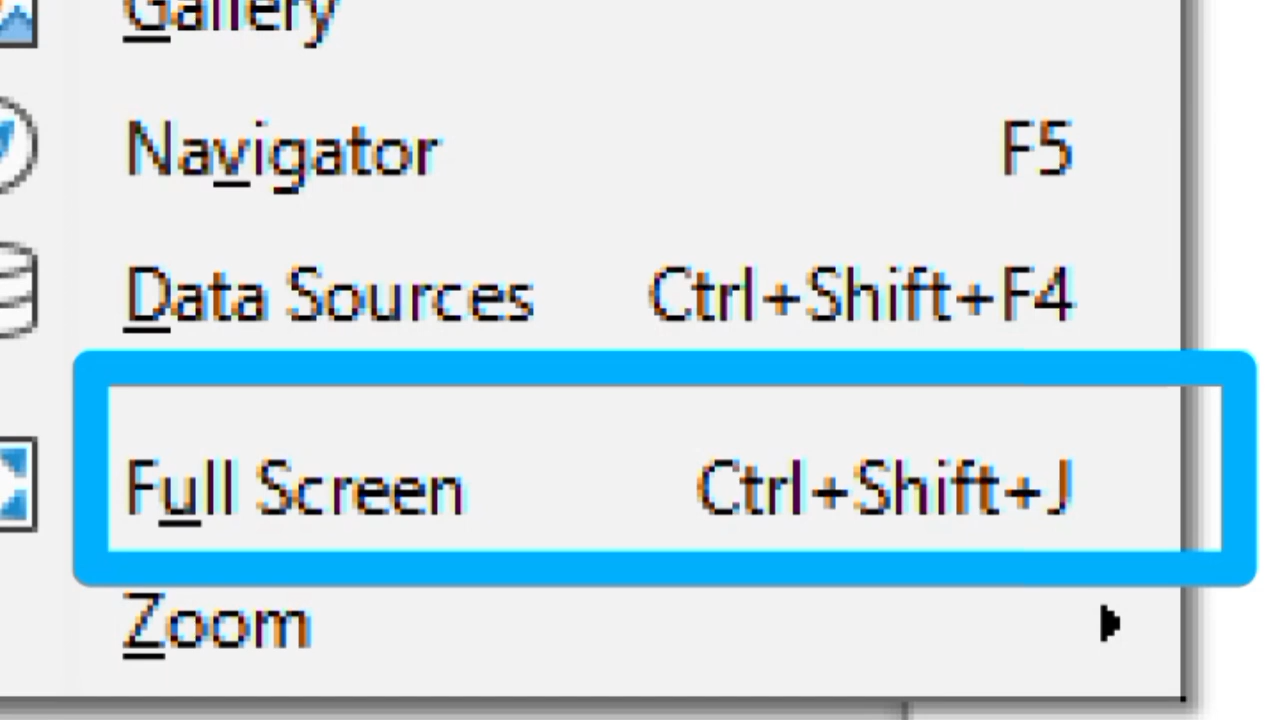 Gallery
Navigator F5
Data Sources Ctrl+Shift+F4
Full Screen Ctrl+Shift+J
Zoom